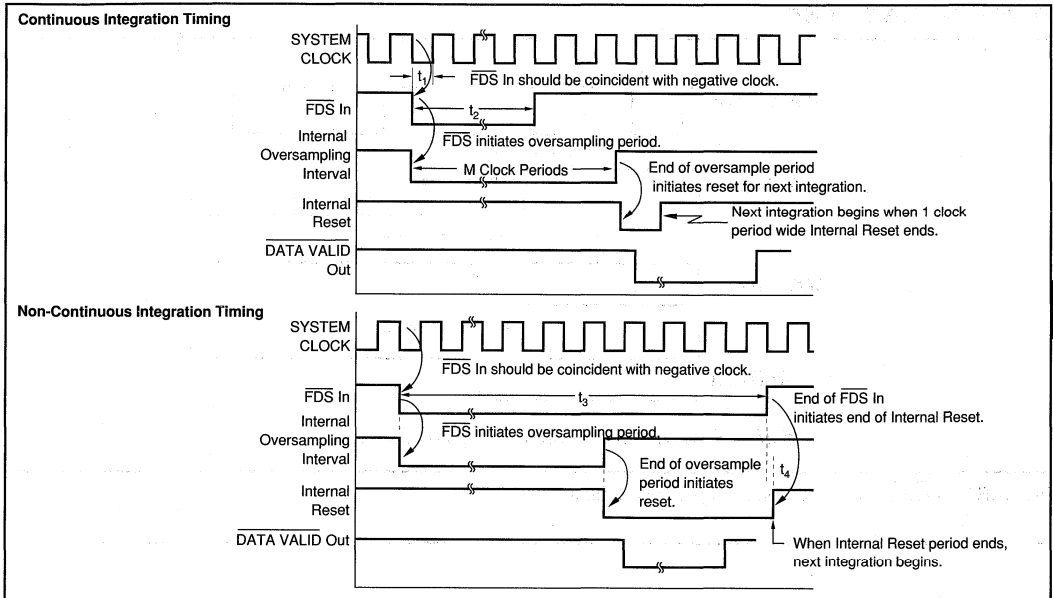 Continuous Integration Timing
SYSTEM
CLOCK
t1
FDS In should be coincident with negative clock.
FDS In
t2
FDS initiates oversampling period.
Internal
Oversampling
Interval
M Clock Periods
End of oversample period
initiates reset for next integration.
Internal
Reset
Next integration begins when 1 clock
period wide Internal Reset ends.
DATA VALID
Out
Non-Continuous Integration Timing
SYSTEM
CLOCK
FDS In should be coincident with negative clock.
FDS In
t3
End of FDS In
initiates end of Internal Reset.
FDS initiates oversampling period.
Internal
Oversampling
Interval
End of oversample
period initiates
reset.
t4
Internal
Reset
DATA VALID Out
When Internal Reset period ends,
next integration begins.